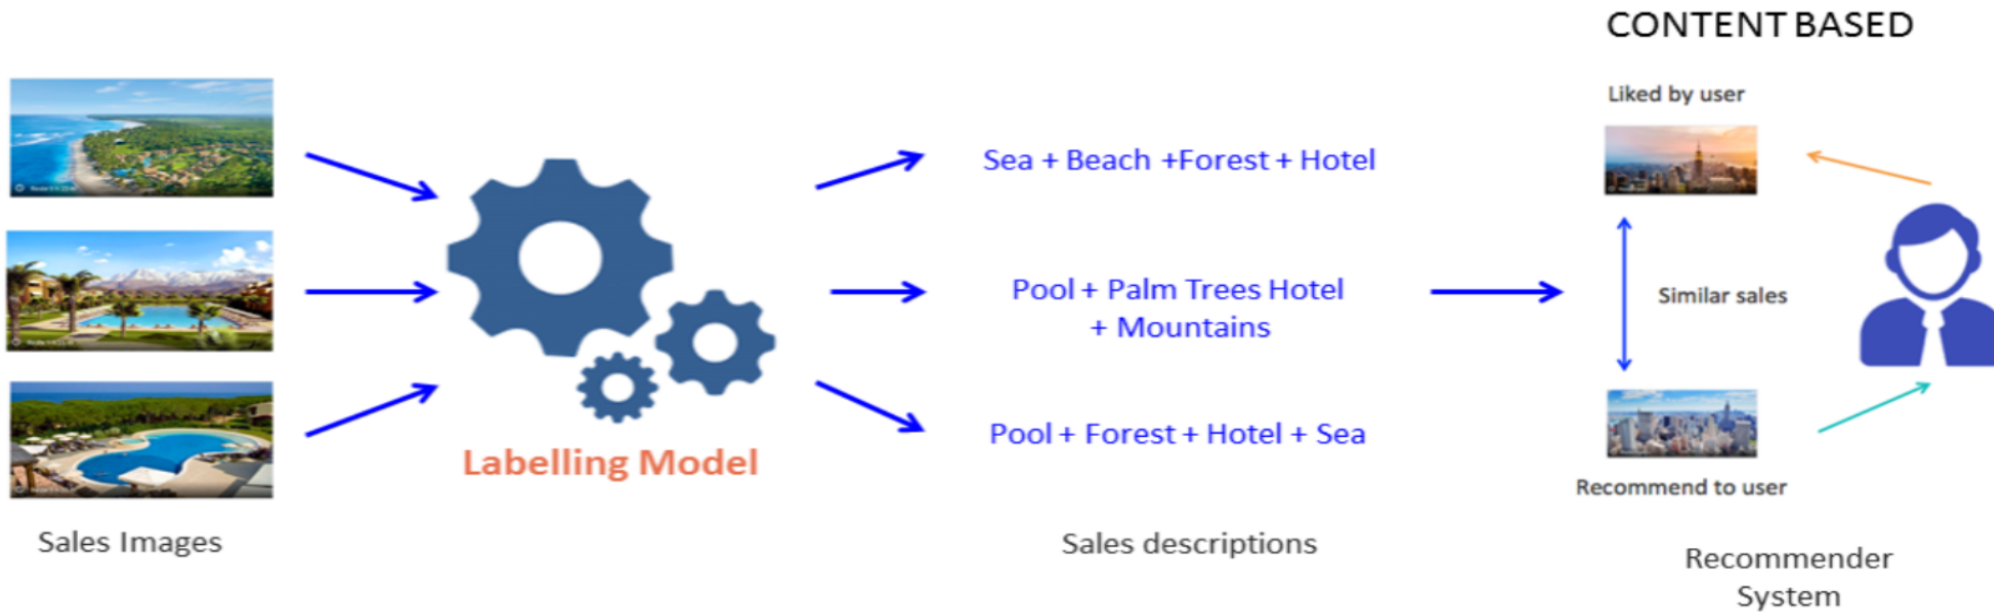 CONTENT BASED
Liked by user
Sea + Beach +Forest + Hotel
Pool + Palm Trees Hotel
+ Mountains
Similar sales
Pool + Forest + Hotel + Sea
Labelling Model
Recommend to user
Sales Images
Sales descriptions
Recommender
System